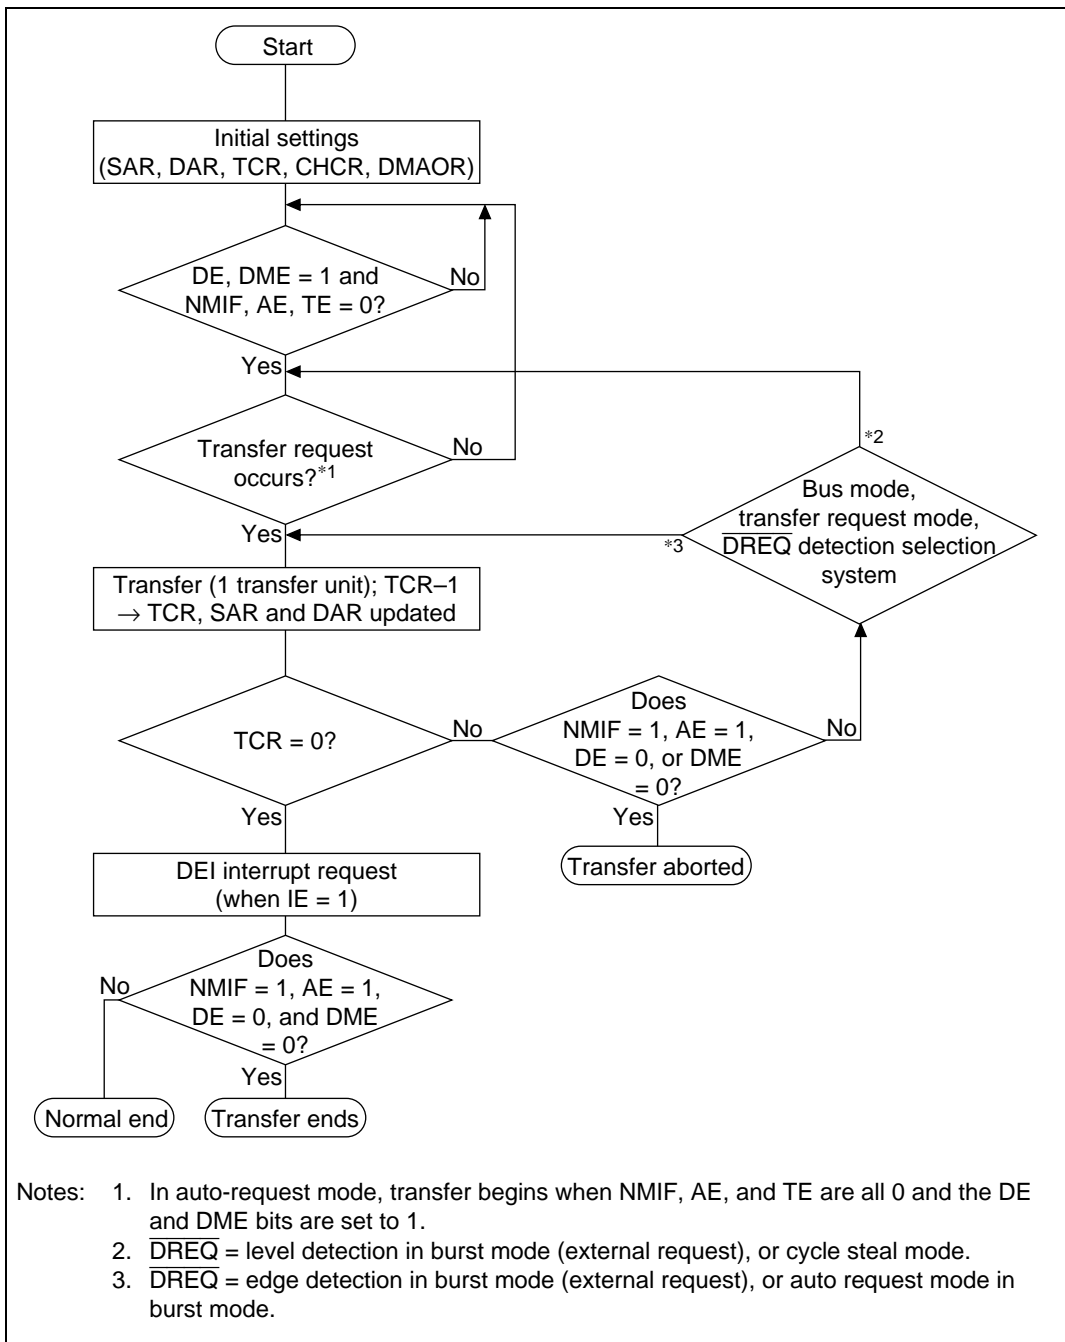 Start
Initial settings
(SAR, DAR, TCR, CHCR, DMAOR)
DE, DME = 1 and
NMIF, AE, TE = 0?
No
Yes
Transfer request
occurs?*1
No
Yes
*2
Bus mode,
transfer request mode,
DREQ detection selection
system
*3
Transfer (1 transfer unit); TCR–1
→ TCR, SAR and DAR updated
TCR = 0?
No
Yes
Does
NMIF = 1, AE = 1,
DE = 0, or DME
= 0?
No
Yes
Transfer aborted
DEI interrupt request
(when IE = 1)
Does
NMIF = 1, AE = 1,
DE = 0, and DME
= 0?
No
Yes
Normal end
Transfer ends
Notes: 1. In auto-request mode, transfer begins when NMIF, AE, and TE are all 0 and the DE
and DME bits are set to 1.
2. DREQ = level detection in burst mode (external request), or cycle steal mode.
3. DREQ = edge detection in burst mode (external request), or auto request mode in
burst mode.